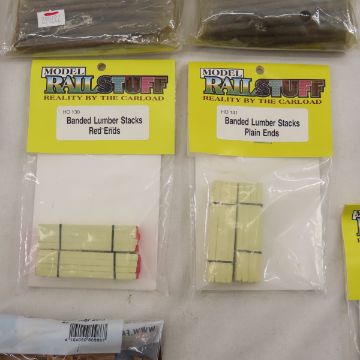 MODEL
RAILSTUFF
REALITY BY THE CARLOAD
HO 130
Banded Lumber Stacks
Red Ends
MODEL
RAILSTUFF
REALITY BY THE CARLOAD
HO 131
Banded Lumber Stacks
Plain Ends